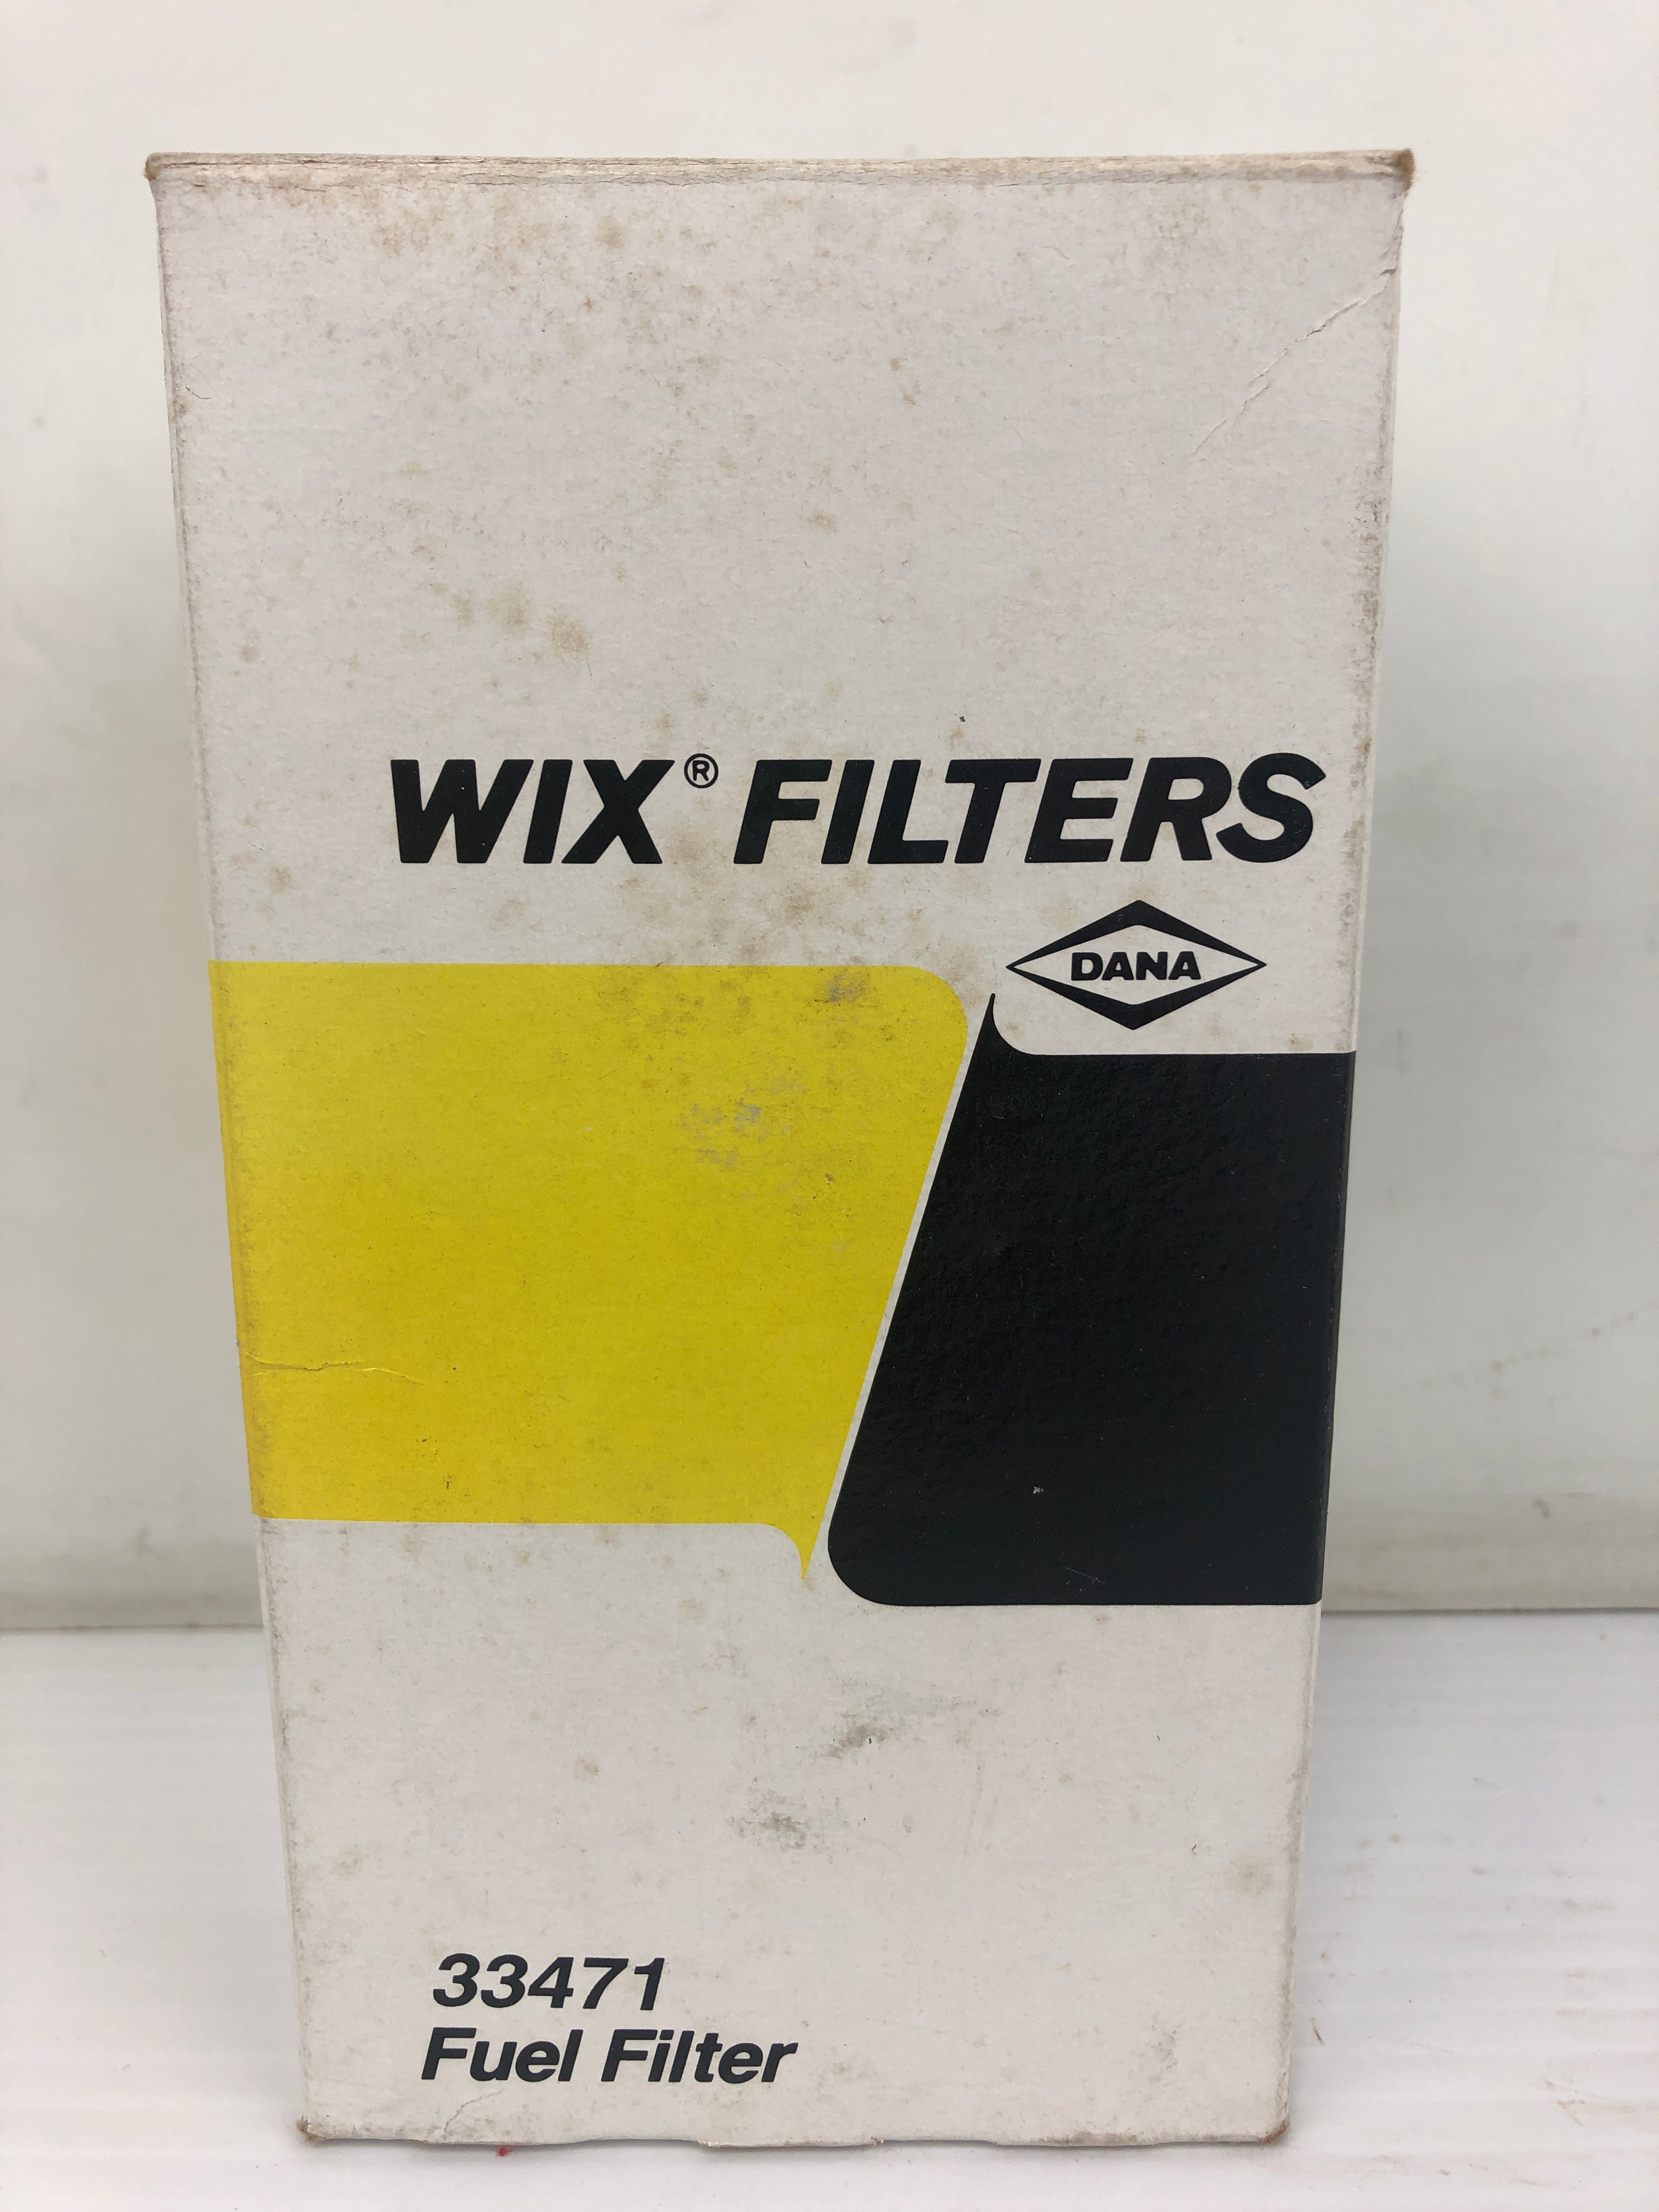 WIX® FILTERS
DANA
33471
Fuel Filter